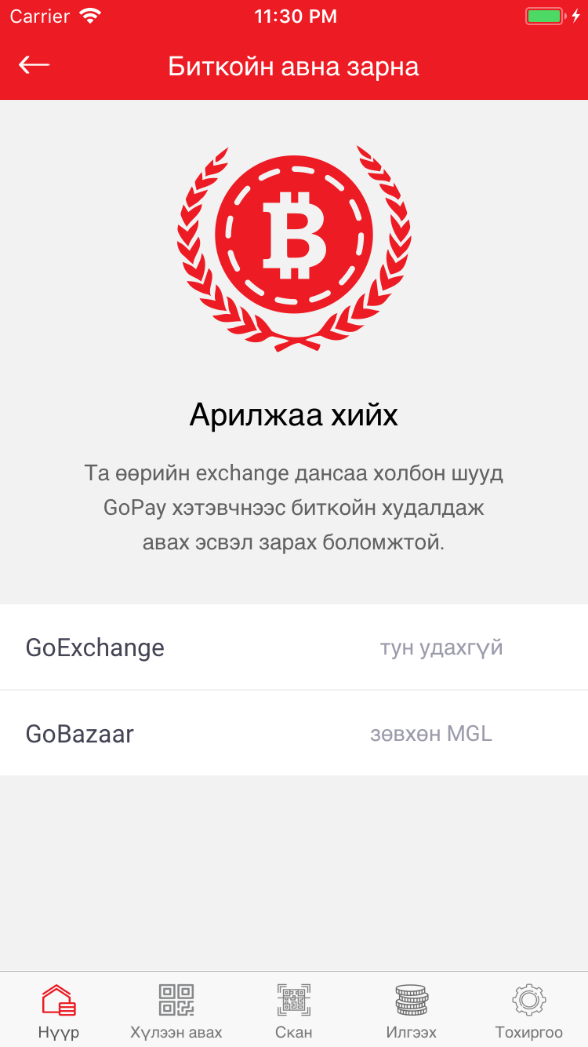 Carrier 11:30 PM
Биткойн авна зарна
Арилжаа хийх
Та өөрийн exchange дансаа холбон шууд
GoPay хэтэвчнээс биткойн худалдаж
авах эсвэл зарах боломжтой.
GoExchange тун удахгүй
GoBazaar зөвхөн MGL
Нүүр Хүлээн авах Скан Илгээх Тохиргоо